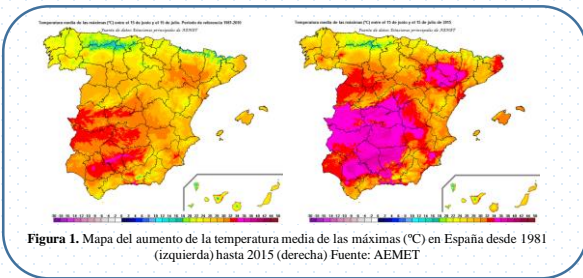 Temperatura media de las máximas (ºC) entre el 15 de junio y el 15 de julio. Periodo de referencia 1981-2010
Fuente de datos: Estaciones principales de AEMET
Temperatura media de las máximas (ºC) entre el 15 de junio y el 15 de julio de 2015
Fuente de datos: Estaciones principales de AEMET
Figura 1. Mapa del aumento de la temperatura media de las máximas (ºC) en España desde 1981
(izquierda) hasta 2015 (derecha) Fuente: AEMET